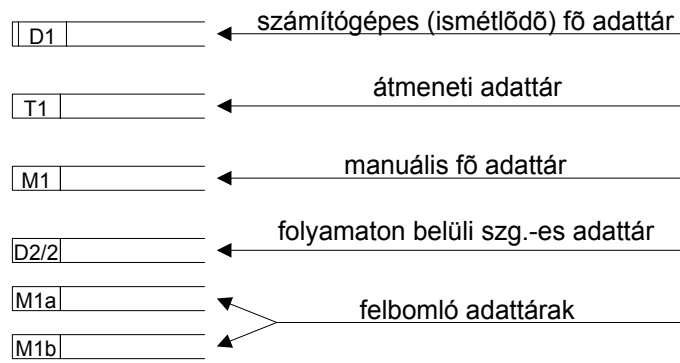 D1 számítógépes (ismétlõdõ) fõ adattár
T1 átmeneti adattár
M1 manuális fõ adattár
D2/2 folyamaton belüli szg.-es adattár
M1a
felbomló adattárak
M1b